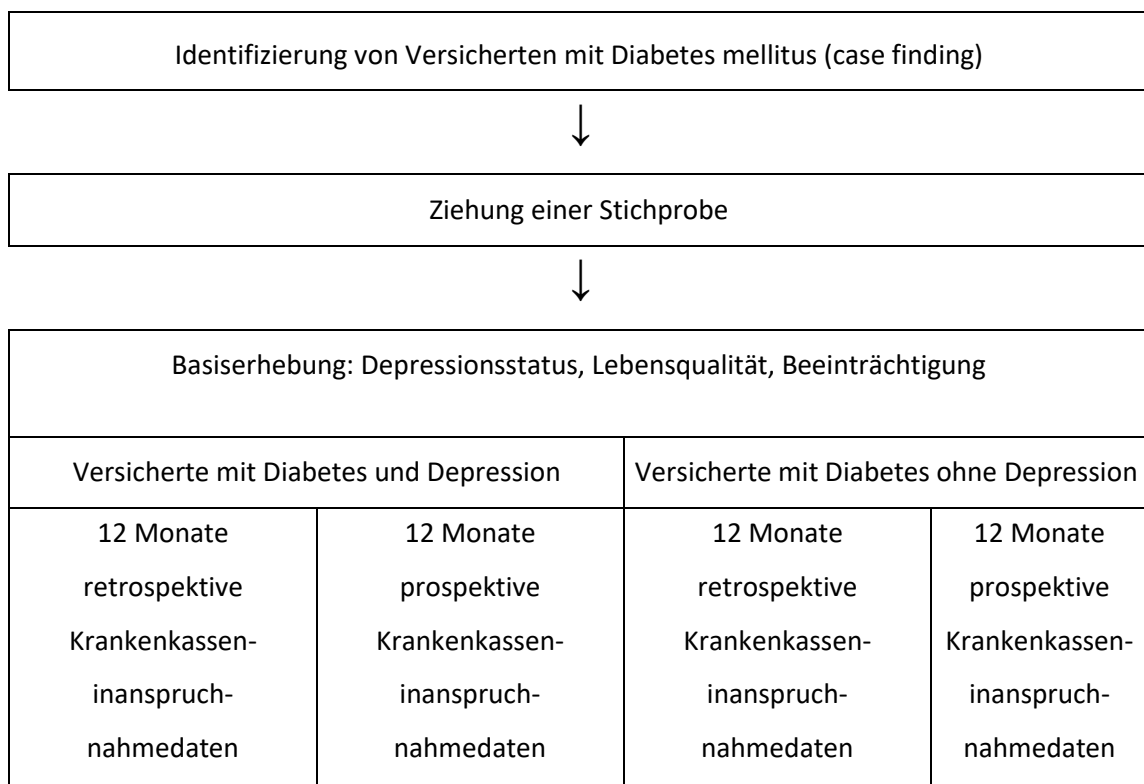 Identifizierung von Versicherten mit Diabetes mellitus (case finding)
↓
Ziehung einer Stichprobe
↓
Basiserhebung: Depressionsstatus, Lebensqualität, Beeinträchtigung
Versicherte mit Diabetes und Depression
Versicherte mit Diabetes ohne Depression
12 Monate
retrospektive
Krankenkassen-
inanspruch-
nahmedaten
12 Monate
prospektive
Krankenkassen-
inanspruch-
nahmedaten
12 Monate
retrospektive
Krankenkassen-
inanspruch-
nahmedaten
12 Monate
prospektive
Krankenkassen-
inanspruch-
nahmedaten